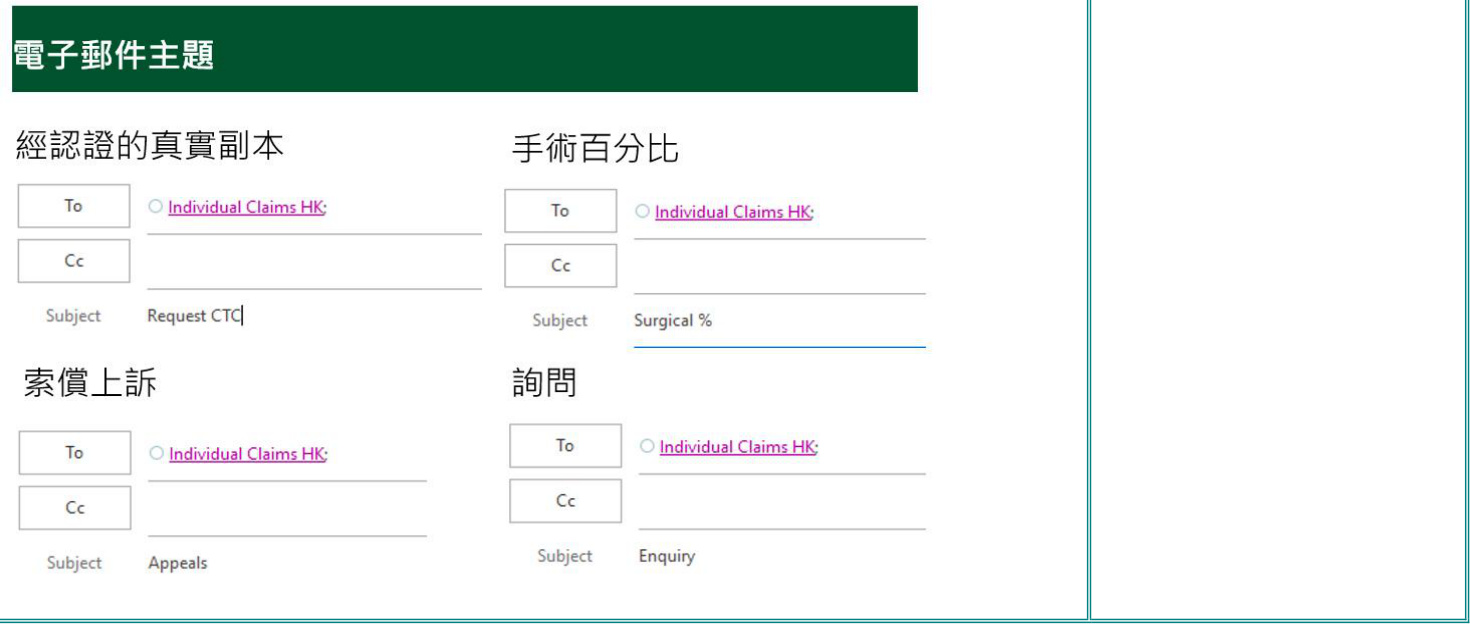 電子郵件主題
經認證的真實副本
To Individual Claims HK;
Cc
Subject Request CTC
手術百分比
To Individual Claims HK;
Cc
Subject Surgical %
索償上訴
To Individual Claims HK;
Cc
Subject Appeals
詢問
To Individual Claims HK;
Cc
Subject Enquiry